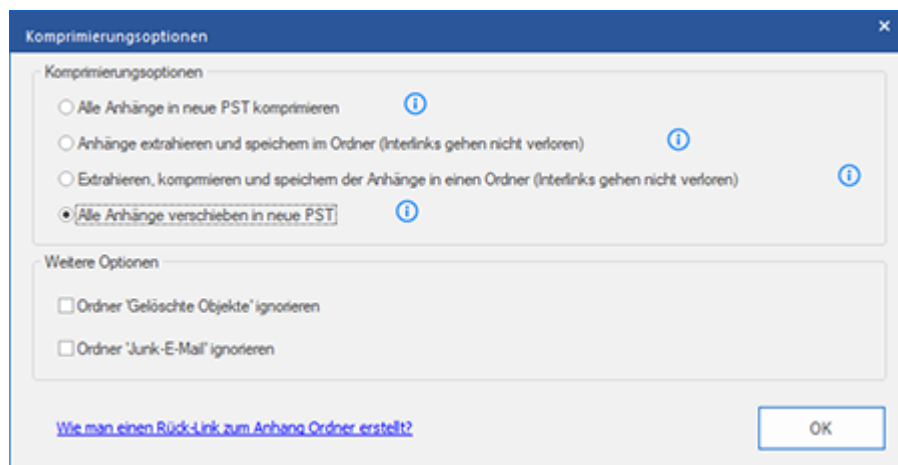 Komprimierungsoptionen
Komprimierungsoptionen
Alle Anhänge in neue PST komprimieren
Anhänge extrahieren und speichern im Ordner (Interlinks gehen nicht verloren)
Extrahieren, komprmieren und speichern der Anhänge in einen Ordner (Interlinks gehen nicht verloren)
Alle Anhänge verschieben in neue PST
Weitere Optionen
Ordner 'Gelöschte Objekte' ignorieren
Ordner 'Junk-E-Mail' ignorieren
Wie man einen Rück-Link zum Anhang Ordner erstellt?
OK